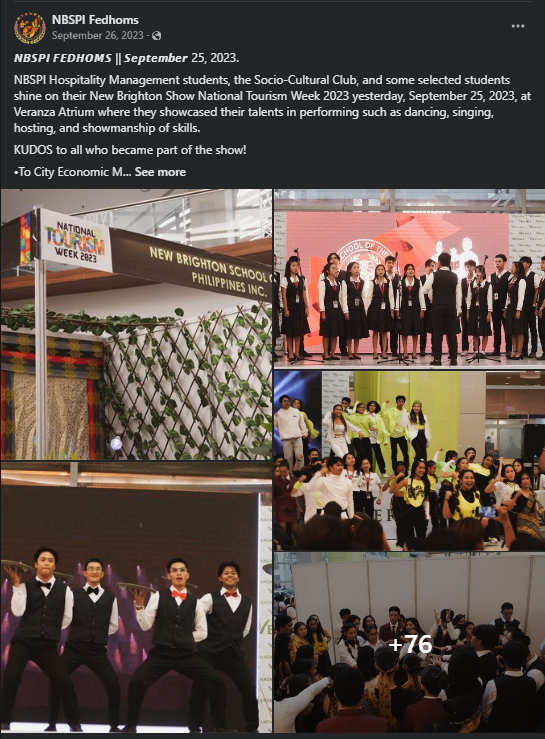 NBSPI Fedhoms
September 26, 2023 ·
NBSPI FEDHOMS || September 25, 2023.
NBSPI Hospitality Management students, the Socio-Cultural Club, and some selected students
shine on their New Brighton Show National Tourism Week 2023 yesterday, September 25, 2023, at
Veranza Atrium where they showcased their talents in performing such as dancing, singing,
hosting, and showmanship of skills.
KUDOS to all who became part of the show!
•To City Economic M... See more
NATIONAL
TOURISM
WEEK 2023
NEW BRIGHTON SCHOOL O
PHILIPPINES INC.
SCHOOL OF THE
+76